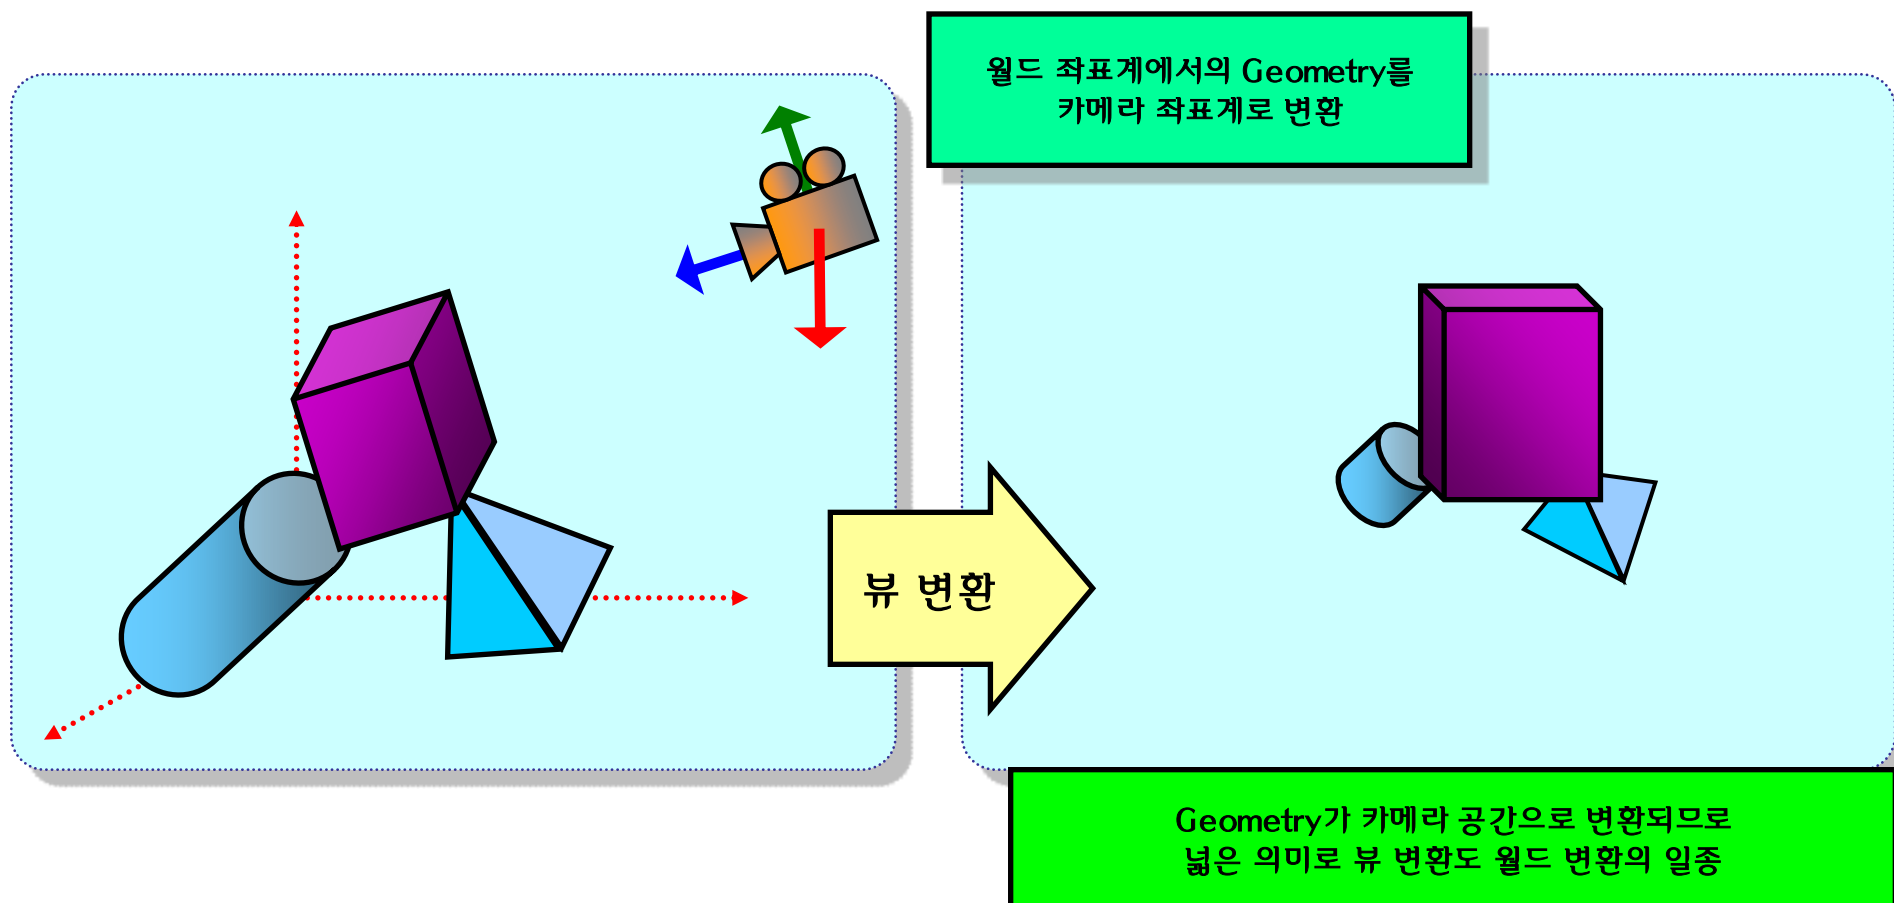 월드 좌표계에서의 Geometry를
카메라 좌표계로 변환
뷰 변환
Geometry가 카메라 공간으로 변환되므로
넓은 의미로 뷰 변환도 월드 변환의 일종